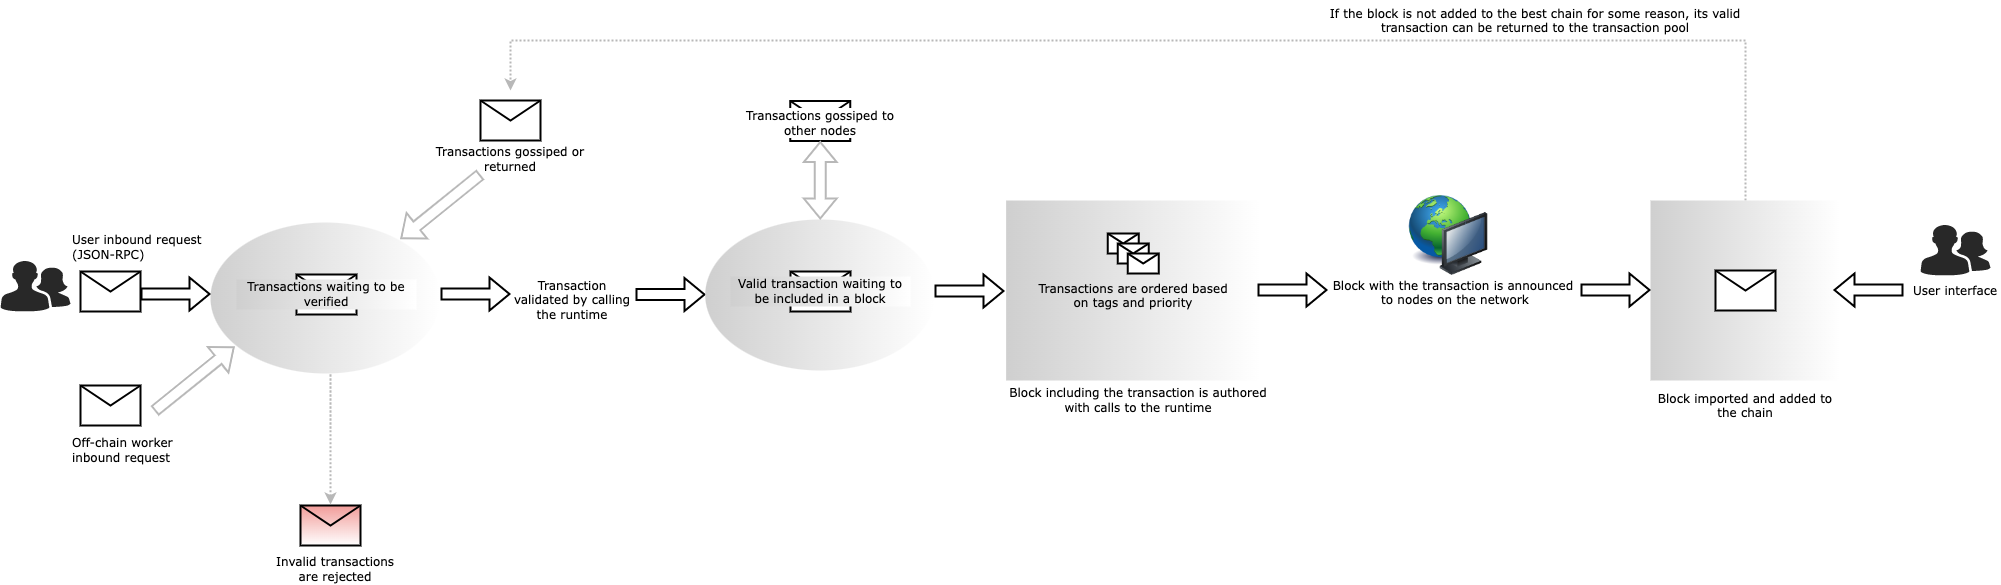 If the block is not added to the best chain for some reason, its valid
transaction can be returned to the transaction pool
Transactions gossiped or
returned
Transactions gossiped to
other nodes
User inbound request
(JSON-RPC)
Transactions waiting to be
verified
Transaction
validated by calling
the runtime
Valid transaction waiting to
be included in a block
Transactions are ordered based
on tags and priority
Block including the transaction is authored
with calls to the runtime
Block with the transaction is announced
to nodes on the network
Block imported and added to
the chain
User interface
Off-chain worker
inbound request
Invalid transactions
are rejected